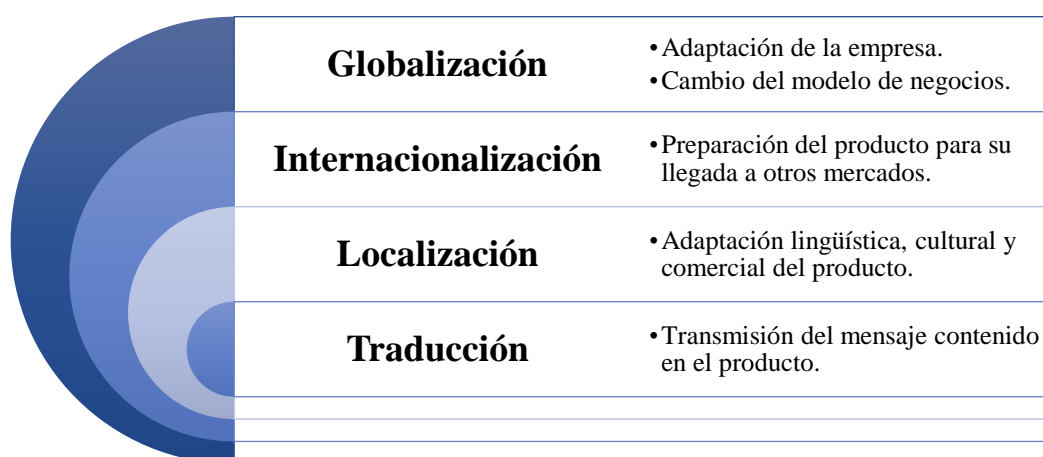 Globalización
•Adaptación de la empresa.
•Cambio del modelo de negocios.
Internacionalización
•Preparación del producto para su
llegada a otros mercados.
Localización
•Adaptación lingüística, cultural y
comercial del producto.
Traducción
•Transmisión del mensaje contenido
en el producto.